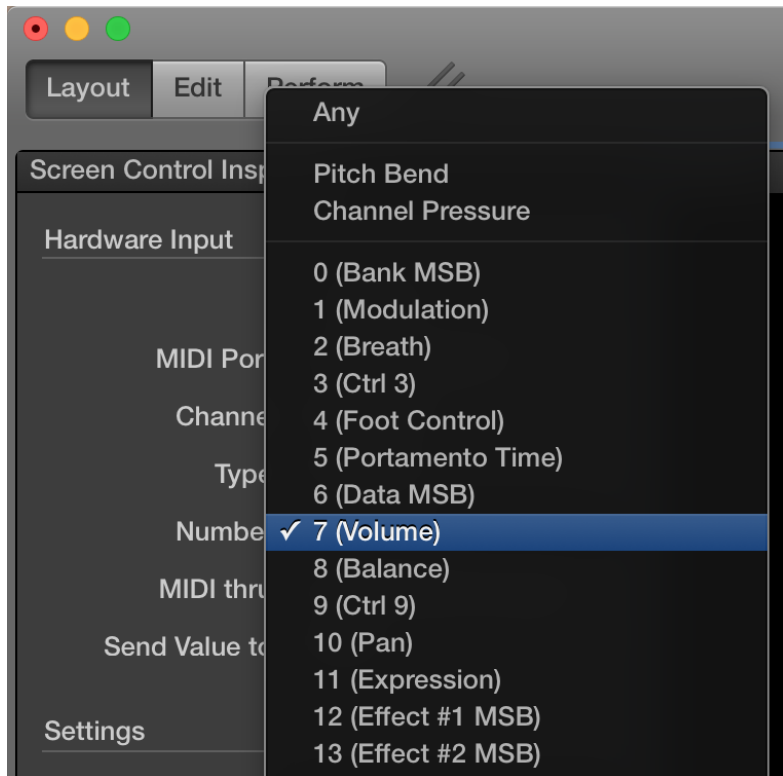 Layout Edit Perform
Any
Screen Control Insp
Pitch Bend
Channel Pressure
Hardware Input
0 (Bank MSB)
1 (Modulation)
2 (Breath)
MIDI Por
3 (Ctrl 3)
Channe
4 (Foot Control)
5 (Portamento Time)
Type
6 (Data MSB)
Numbe
✓ 7 (Volume)
8 (Balance)
MIDI thru
9 (Ctrl 9)
10 (Pan)
Send Value to
11 (Expression)
12 (Effect #1 MSB)
Settings
13 (Effect #2 MSB)